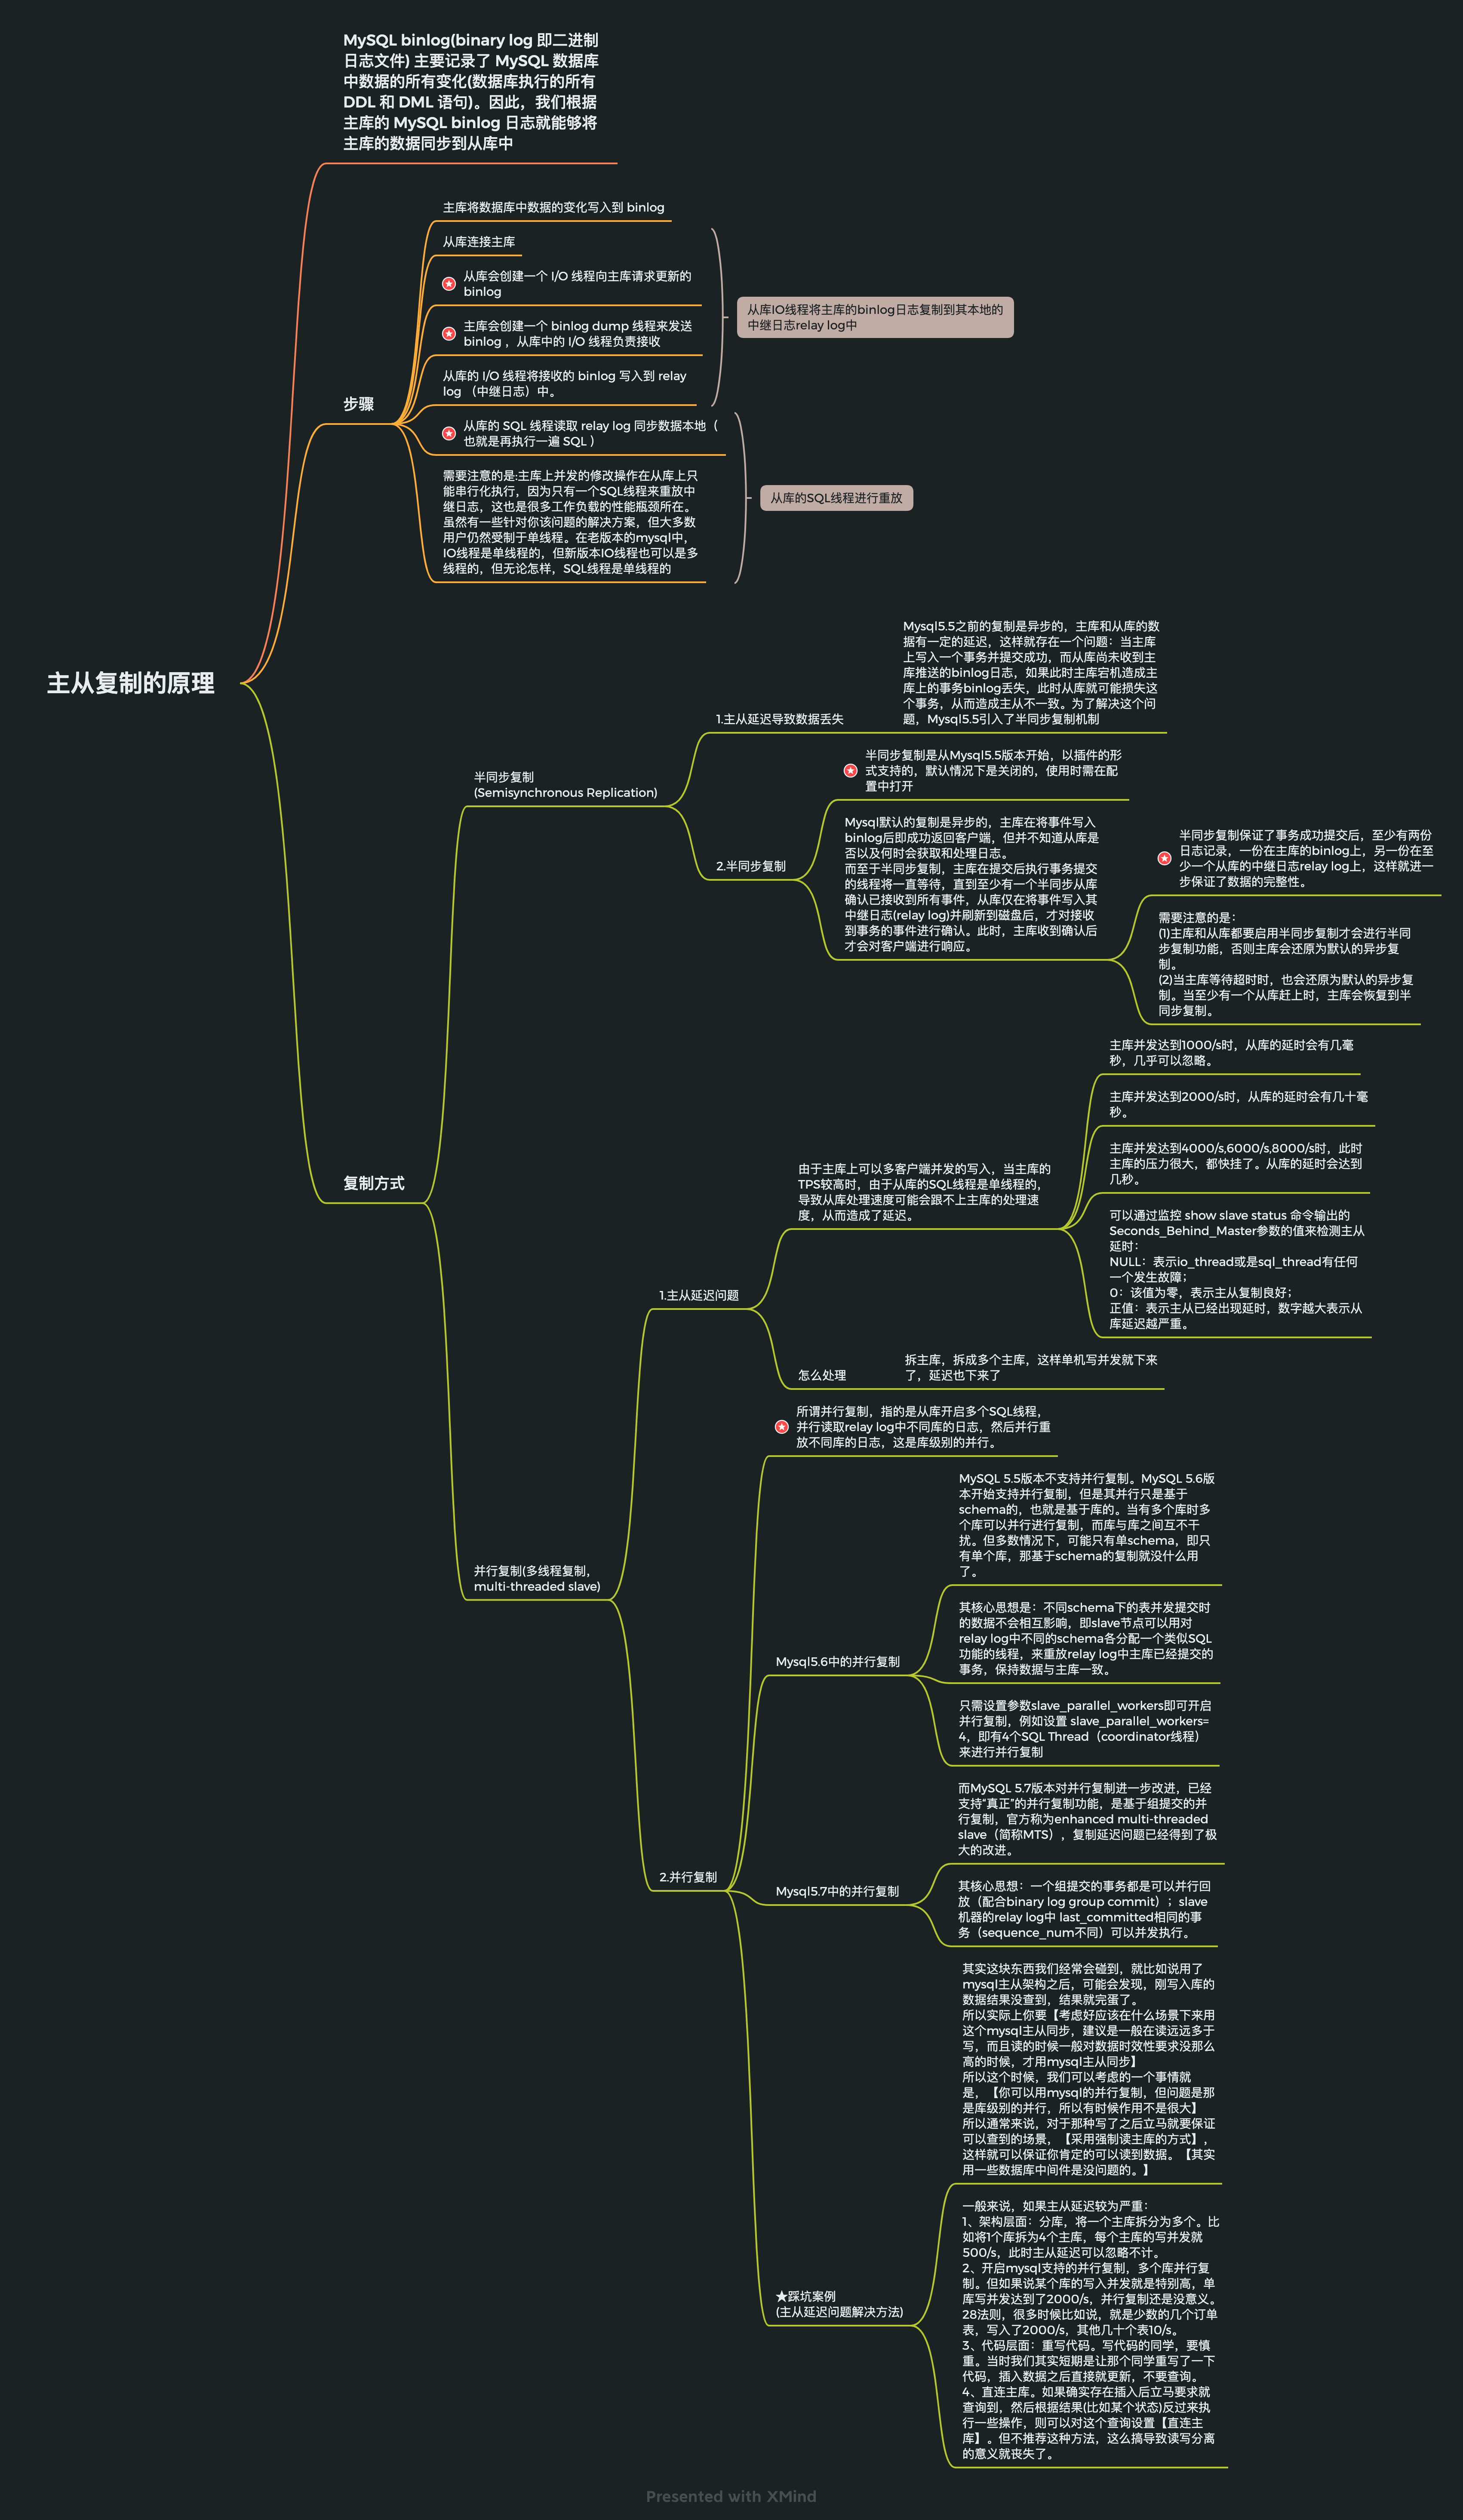 MySQL binlog(binary log 即二进制
日志文件) 主要记录了 MySQL 数据库
中数据的所有变化(数据库执行的所有
DDL 和 DML 语句)。因此，我们根据
主库的 MySQL binlog 日志就能够将
主库的数据同步到从库中
主从复制的原理
步骤
主库将数据库中数据的变化写入到 binlog
从库连接主库
从库会创建一个 I/O 线程向主库请求更新的
binlog
主库会创建一个 binlog dump 线程来发送
binlog ，从库中的 I/O 线程负责接收
从库的 I/O 线程将接收的 binlog 写入到 relay
log （中继日志）中。
从库IO线程将主库的binlog日志复制到其本地的
中继日志relay log中
从库的 SQL 线程读取 relay log 同步数据本地（
也就是再执行一遍 SQL ）
需要注意的是:主库上并发的修改操作在从库上只
能串行化执行，因为只有一个SQL线程来重放中
继日志，这也是很多工作负载的性能瓶颈所在。
虽然有一些针对你该问题的解决方案，但大多数
用户仍然受制于单线程。在老版本的mysql中，
IO线程是单线程的，但新版本IO线程也可以是多
线程的，但无论怎样，SQL线程是单线程的
从库的SQL线程进行重放
复制方式
半同步复制
(Semisynchronous Replication)
1.主从延迟导致数据丢失
Mysql5.5之前的复制是异步的，主库和从库的数
据有一定的延迟，这样就存在一个问题：当主库
上写入一个事务并提交成功，而从库尚未收到主
库推送的binlog日志，如果此时主库宕机造成主
库上的事务binlog丢失，此时从库就可能损失这
个事务，从而造成主从不一致。为了解决这个问
题，Mysql5.5引入了半同步复制机制
2.半同步复制
半同步复制是从Mysql5.5版本开始，以插件的形
式支持的，默认情况下是关闭的，使用时需在配
置中打开
Mysql默认的复制是异步的，主库在将事件写入
binlog后即成功返回客户端，但并不知道从库是
否以及何时会获取和处理日志。
而至于半同步复制，主库在提交后执行事务提交
的线程将一直等待，直到至少有一个半同步从库
确认已接收到所有事件，从库仅在将事件写入其
中继日志(relay log)并刷新到磁盘后，才对接收
到事务的事件进行确认。此时，主库收到确认后
才会对客户端进行响应。
半同步复制保证了事务成功提交后，至少有两份
日志记录，一份在主库的binlog上，另一份在至
少一个从库的中继日志relay log上，这样就进一
步保证了数据的完整性。
需要注意的是：
(1)主库和从库都要启用半同步复制才会进行半同
步复制功能，否则主库会还原为默认的异步复
制。
(2)当主库等待超时时，也会还原为默认的异步复
制。当至少有一个从库赶上时，主库会恢复到半
同步复制。
并行复制(多线程复制，
multi-threaded slave)
1.主从延迟问题
由于主库上可以多客户端并发的写入，当主库的
TPS较高时，由于从库的SQL线程是单线程的，
导致从库处理速度可能会跟不上主库的处理速
度，从而造成了延迟。
主库并发达到1000/s时，从库的延时会有几毫
秒，几乎可以忽略。
主库并发达到2000/s时，从库的延时会有几十毫
秒。
主库并发达到4000/s,6000/s,8000/s时，此时
主库的压力很大，都快挂了。从库的延时会达到
几秒。
可以通过监控 show slave status 命令输出的
Seconds_Behind_Master参数的值来检测主从
延时：
NULL：表示io_thread或是sql_thread有任何
一个发生故障；
0：该值为零，表示主从复制良好；
正值：表示主从已经出现延时，数字越大表示从
库延迟越严重。
怎么处理
拆主库，拆成多个主库，这样单机写并发就下来
了，延迟也下来了
2.并行复制
所谓并行复制，指的是从库开启多个SQL线程，
并行读取relay log中不同库的日志，然后并行重
放不同库的日志，这是库级别的并行。
Mysql5.6中的并行复制
MySQL 5.5版本不支持并行复制。MySQL 5.6版
本开始支持并行复制，但是其并行只是基于
schema的，也就是基于库的。当有多个库时多
个库可以并行进行复制，而库与库之间互不干
扰。但多数情况下，可能只有单schema，即只
有单个库，那基于schema的复制就没什么用
了。
其核心思想是：不同schema下的表并发提交时
的数据不会相互影响，即slave节点可以用对
relay log中不同的schema各分配一个类似SQL
功能的线程，来重放relay log中主库已经提交的
事务，保持数据与主库一致。
只需设置参数slave_parallel_workers即可开启
并行复制，例如设置 slave_parallel_workers=
4，即有4个SQL Thread（coordinator线程）
来进行并行复制
Mysql5.7中的并行复制
而MySQL 5.7版本对并行复制进一步改进，已经
支持“真正”的并行复制功能，是基于组提交的并
行复制，官方称为enhanced multi-threaded
slave（简称MTS），复制延迟问题已经得到了极
大的改进。
其核心思想：一个组提交的事务都是可以并行回
放（配合binary log group commit）；slave
机器的relay log中 last_committed相同的事
务（sequence_num不同）可以并发执行。
★踩坑案例
(主从延迟问题解决方法)
其实这块东西我们经常会碰到，就比如说用了
mysql主从架构之后，可能会发现，刚写入库的
数据结果没查到，结果就完蛋了。
所以实际上你要【考虑好应该在什么场景下来用
这个mysql主从同步，建议是一般在读远远多于
写，而且读的时候一般对数据时效性要求没那么
高的时候，才用mysql主从同步】
所以这个时候，我们可以考虑的一个事情就
是，【你可以用mysql的并行复制，但问题是那
是库级别的并行，所以有时候作用不是很大】
所以通常来说，对于那种写了之后立马就要保证
可以查到的场景，【采用强制读主库的方式】，
这样就可以保证你肯定的可以读到数据。【其实
用一些数据库中间件是没问题的。】
一般来说，如果主从延迟较为严重：
1、架构层面：分库，将一个主库拆分为多个。比
如将1个库拆为4个主库，每个主库的写并发就
500/s，此时主从延迟可以忽略不计。
2、开启mysql支持的并行复制，多个库并行复
制。但如果说某个库的写入并发就是特别高，单
库写并发达到了2000/s，并行复制还是没意义。
28法则，很多时候比如说，就是少数的几个订单
表，写入了2000/s，其他几十个表10/s。
3、代码层面：重写代码。写代码的同学，要慎
重。当时我们其实短期是让那个同学重写了一下
代码，插入数据之后直接就更新，不要查询。
4、直连主库。如果确实存在插入后立马要求就
查询到，然后根据结果(比如某个状态)反过来执
行一些操作，则可以对这个查询设置【直连主
库】。但不推荐这种方法，这么搞导致读写分离
的意义就丧失了。
Presented with XMind